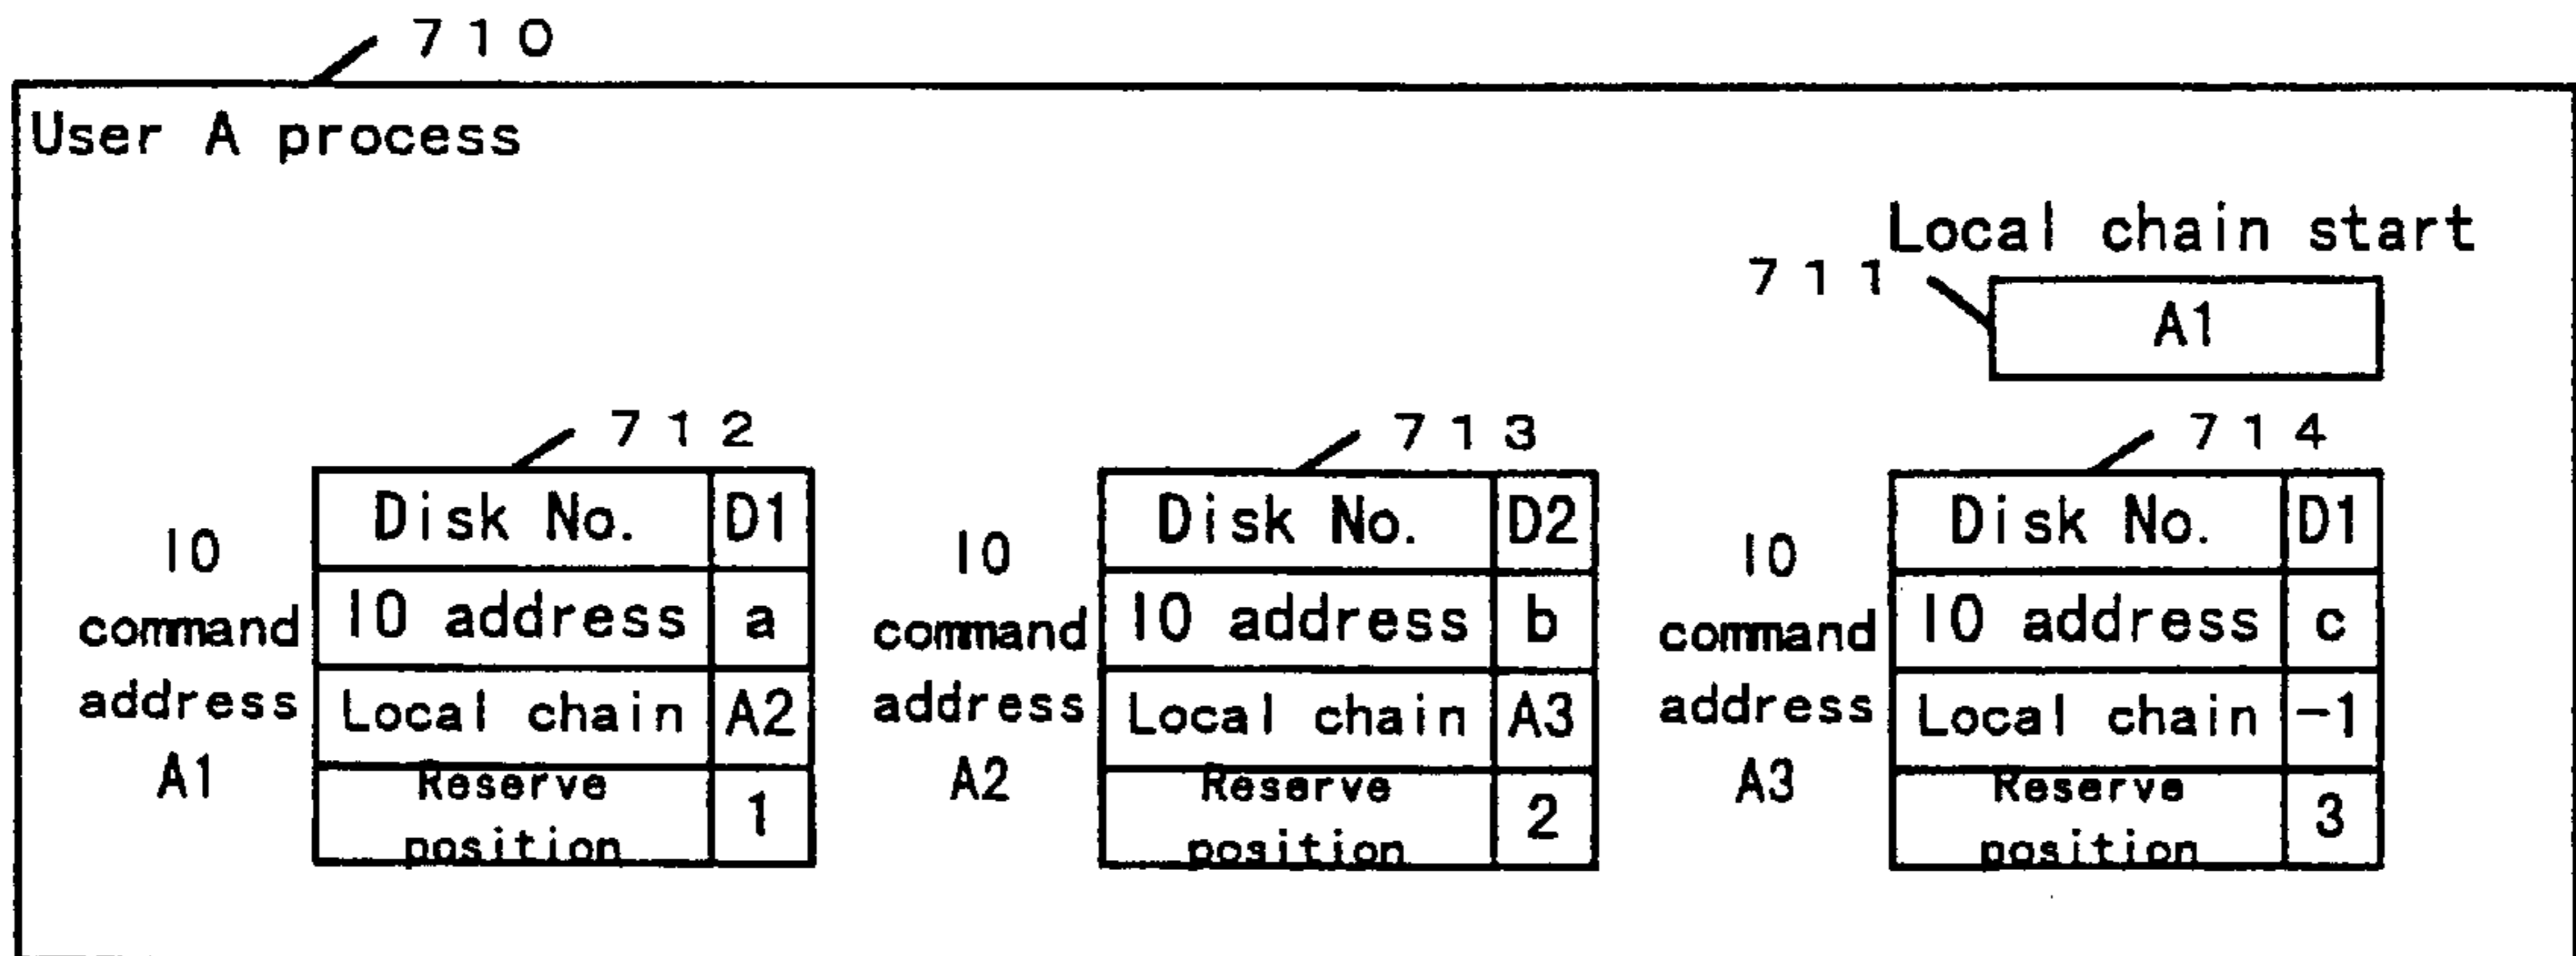 710
User A process
Local chain start
711
A1
712
713
714
IO
command
address
A1
Disk No. D1
IO address a
Local chain A2
Reserve
position
1
IO
command
address
A2
Disk No. D2
IO address b
Local chain A3
Reserve
position
2
IO
command
address
A3
Disk No. D1
IO address c
Local chain -1
Reserve
position
3